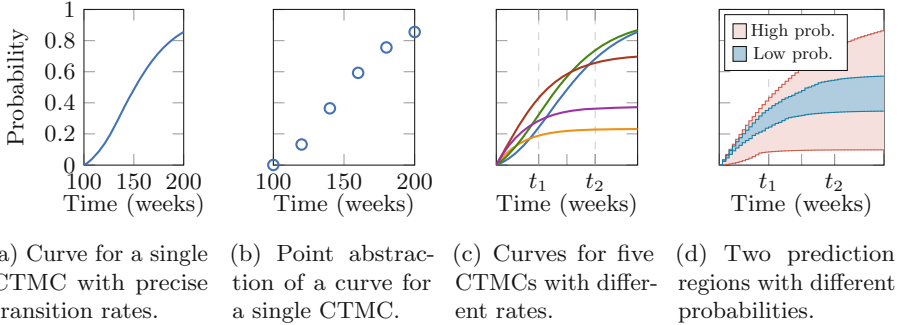 Probability
1
0.8
0.6
0.4
0.2
0
100 150 200
Time (weeks)
100 150 200
Time (weeks)
t1 t2
Time (weeks)
High prob.
Low prob.
t1 t2
Time (weeks)
a) Curve for a single
CTMC with precise
transition rates.
(b) Point abstrac-
tion of a curve for
a single CTMC.
(c) Curves for five
CTMCs with differ-
ent rates.
(d) Two prediction
regions with different
probabilities.